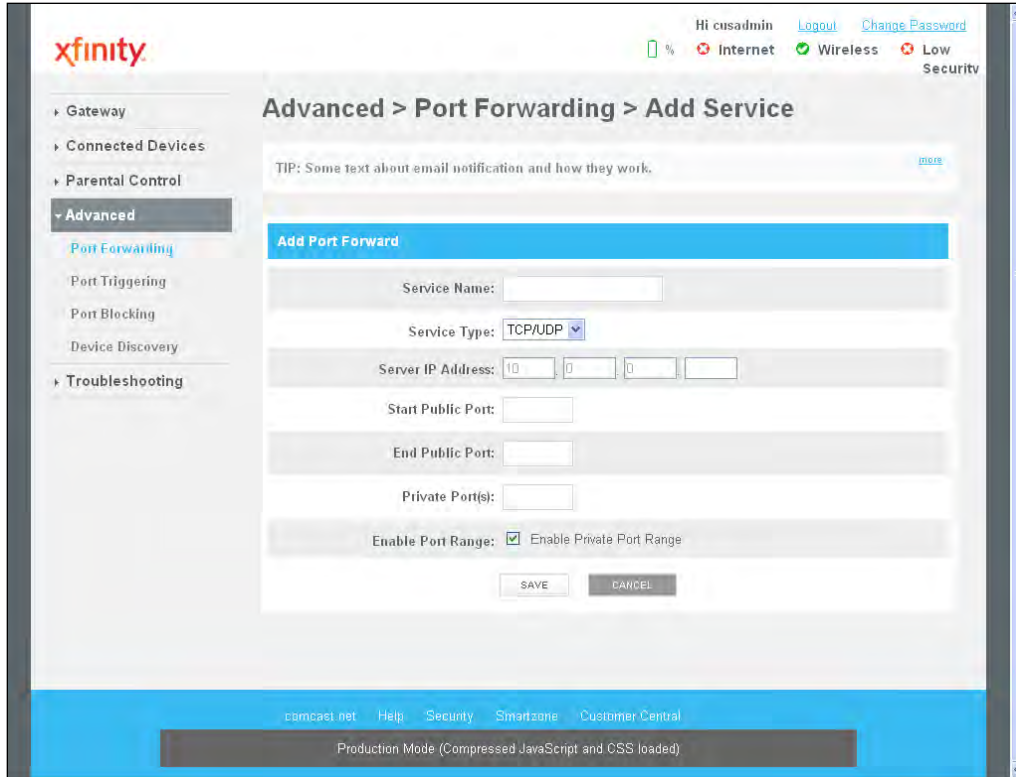 Hi cusadmin Logout Change Password
xfinity.
% Internet Wireless Low Security
Gateway
Connected Devices
Parental Control
Advanced
Port Forwarding
Port Triggering
Port Blocking
Device Discovery
Troubleshooting
Advanced > Port Forwarding > Add Service
TIP: Some text about email notification and how they work.
more
Add Port Forward
Service Name:
Service Type: TCP/UDP
Server IP Address: 10 . 0 . 0 .
Start Public Port:
End Public Port:
Private Port(s):
Enable Port Range: Enable Private Port Range
SAVE CANCEL
comcast.net Help Security Smartzone Customer Central
Production Mode (Compressed JavaScript and CSS loaded)